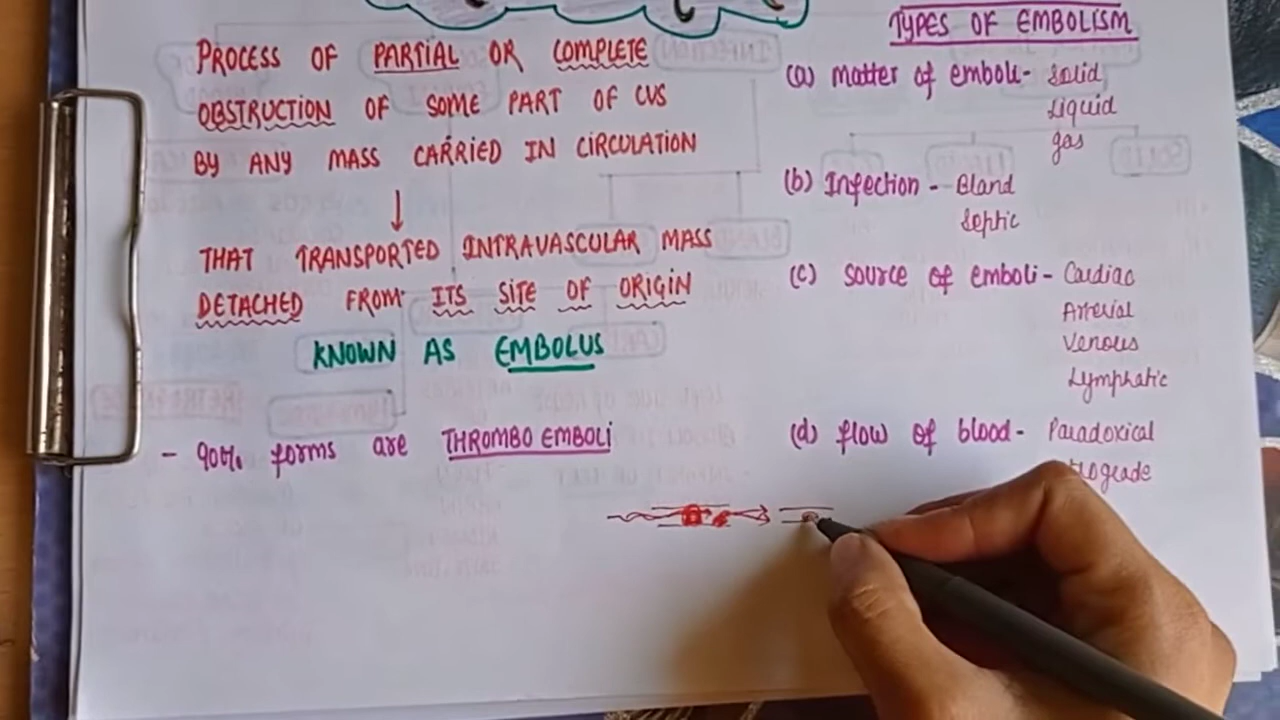 PROCESS OF PARTIAL OR COMPLETE
OBSTRUCTION OF SOME PART OF CVS
BY ANY MASS CARRIED IN CIRCULATION
↓
THAT TRANSPORTED INTRAVASCULAR MASS
DETACHED FROM ITS SITE OF ORIGIN
KNOWN AS EMBOLUS
- 90% forms are THROMBOEMBOLI
TYPES OF EMBOLISM
(a) Matter of emboli- Solid
Liquid
gas
(b) Infection - Bland
Septic
(c) Source of emboli- Cardiac
Arterial
Venous
Lymphatic
(d) flow of blood- Paradoxical